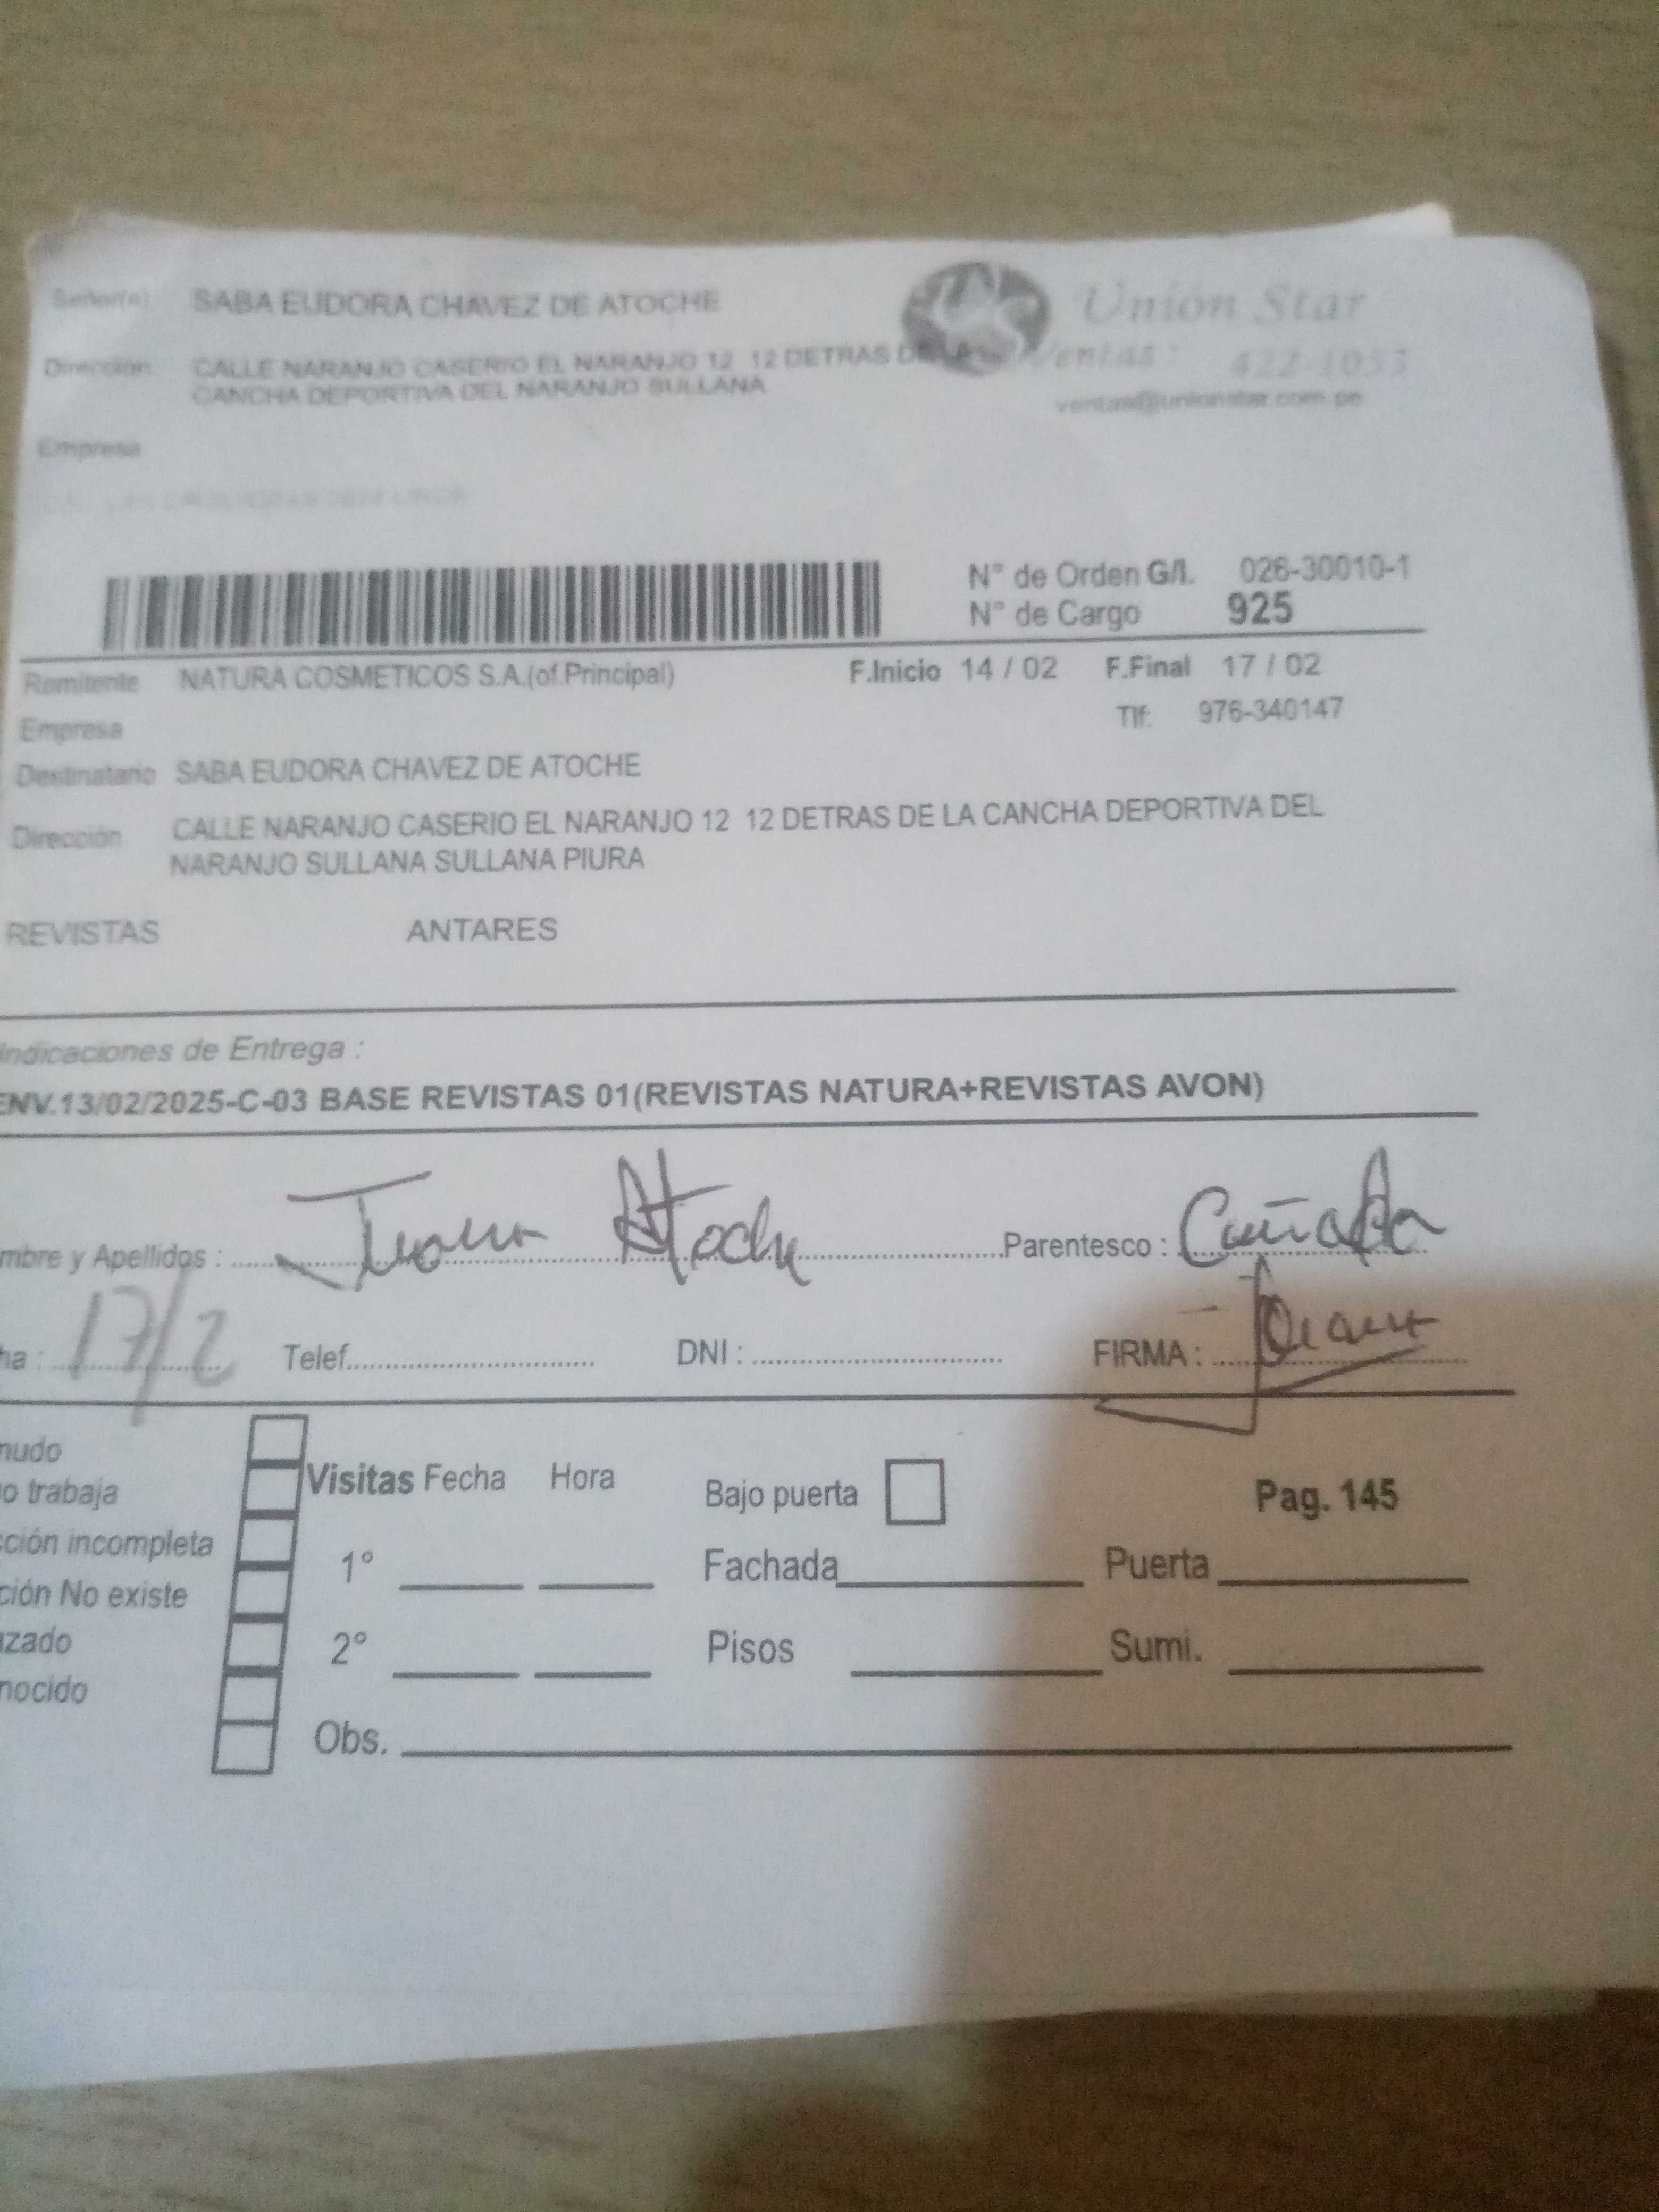 Señor(a) SABA EUDORA CHAVEZ DE ATOCHE
Unión Star
Dirección CALLE NARANJO CASERIO EL NARANJO 12 12 DETRAS DE LA
CANCHA DEPORTIVA DEL NARANJO SULLANA
Ventas : 422-1053
ventas@unionstar.com.pe
Empresa
N° de Orden G/I. 026-30010-1
N° de Cargo 925
Remitente NATURA COSMETICOS S.A.(of.Principal) F.Inicio 14 / 02 F.Final 17 / 02
Empresa Tlf: 976-340147
Destinatario SABA EUDORA CHAVEZ DE ATOCHE
Dirección CALLE NARANJO CASERIO EL NARANJO 12 12 DETRAS DE LA CANCHA DEPORTIVA DEL
NARANJO SULLANA SULLANA PIURA
REVISTAS ANTARES
Indicaciones de Entrega :
ENV.13/02/2025-C-03 BASE REVISTAS 01(REVISTAS NATURA+REVISTAS AVON)
mbre y Apellidos : Juana Atoche Parentesco : Cuñada
ha : 17/2 Telef. DNI : FIRMA : Juana
nudo
o trabaja
Visitas Fecha Hora Bajo puerta Pag. 145
cción incompleta
1° Fachada Puerta
ción No existe
zado
2° Pisos Sumi.
nocido
Obs.